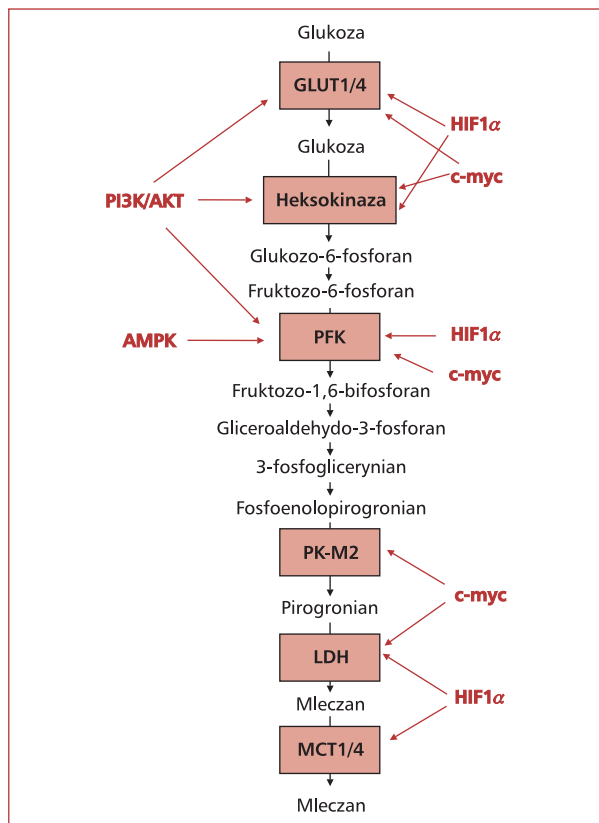 Glukoza
GLUT1/4
HIF1α
Glukoza
c-myc
PI3K/AKT
Heksokinaza
Glukozo-6-fosforan
Fruktozo-6-fosforan
AMPK
PFK
HIF1α
c-myc
Fruktozo-1,6-bifosforan
Gliceroaldehydo-3-fosforan
3-fosfoglicerynian
Fosfoenolopirogronian
PK-M2
c-myc
Pirogronian
LDH
Mleczan
HIF1α
MCT1/4
Mleczan